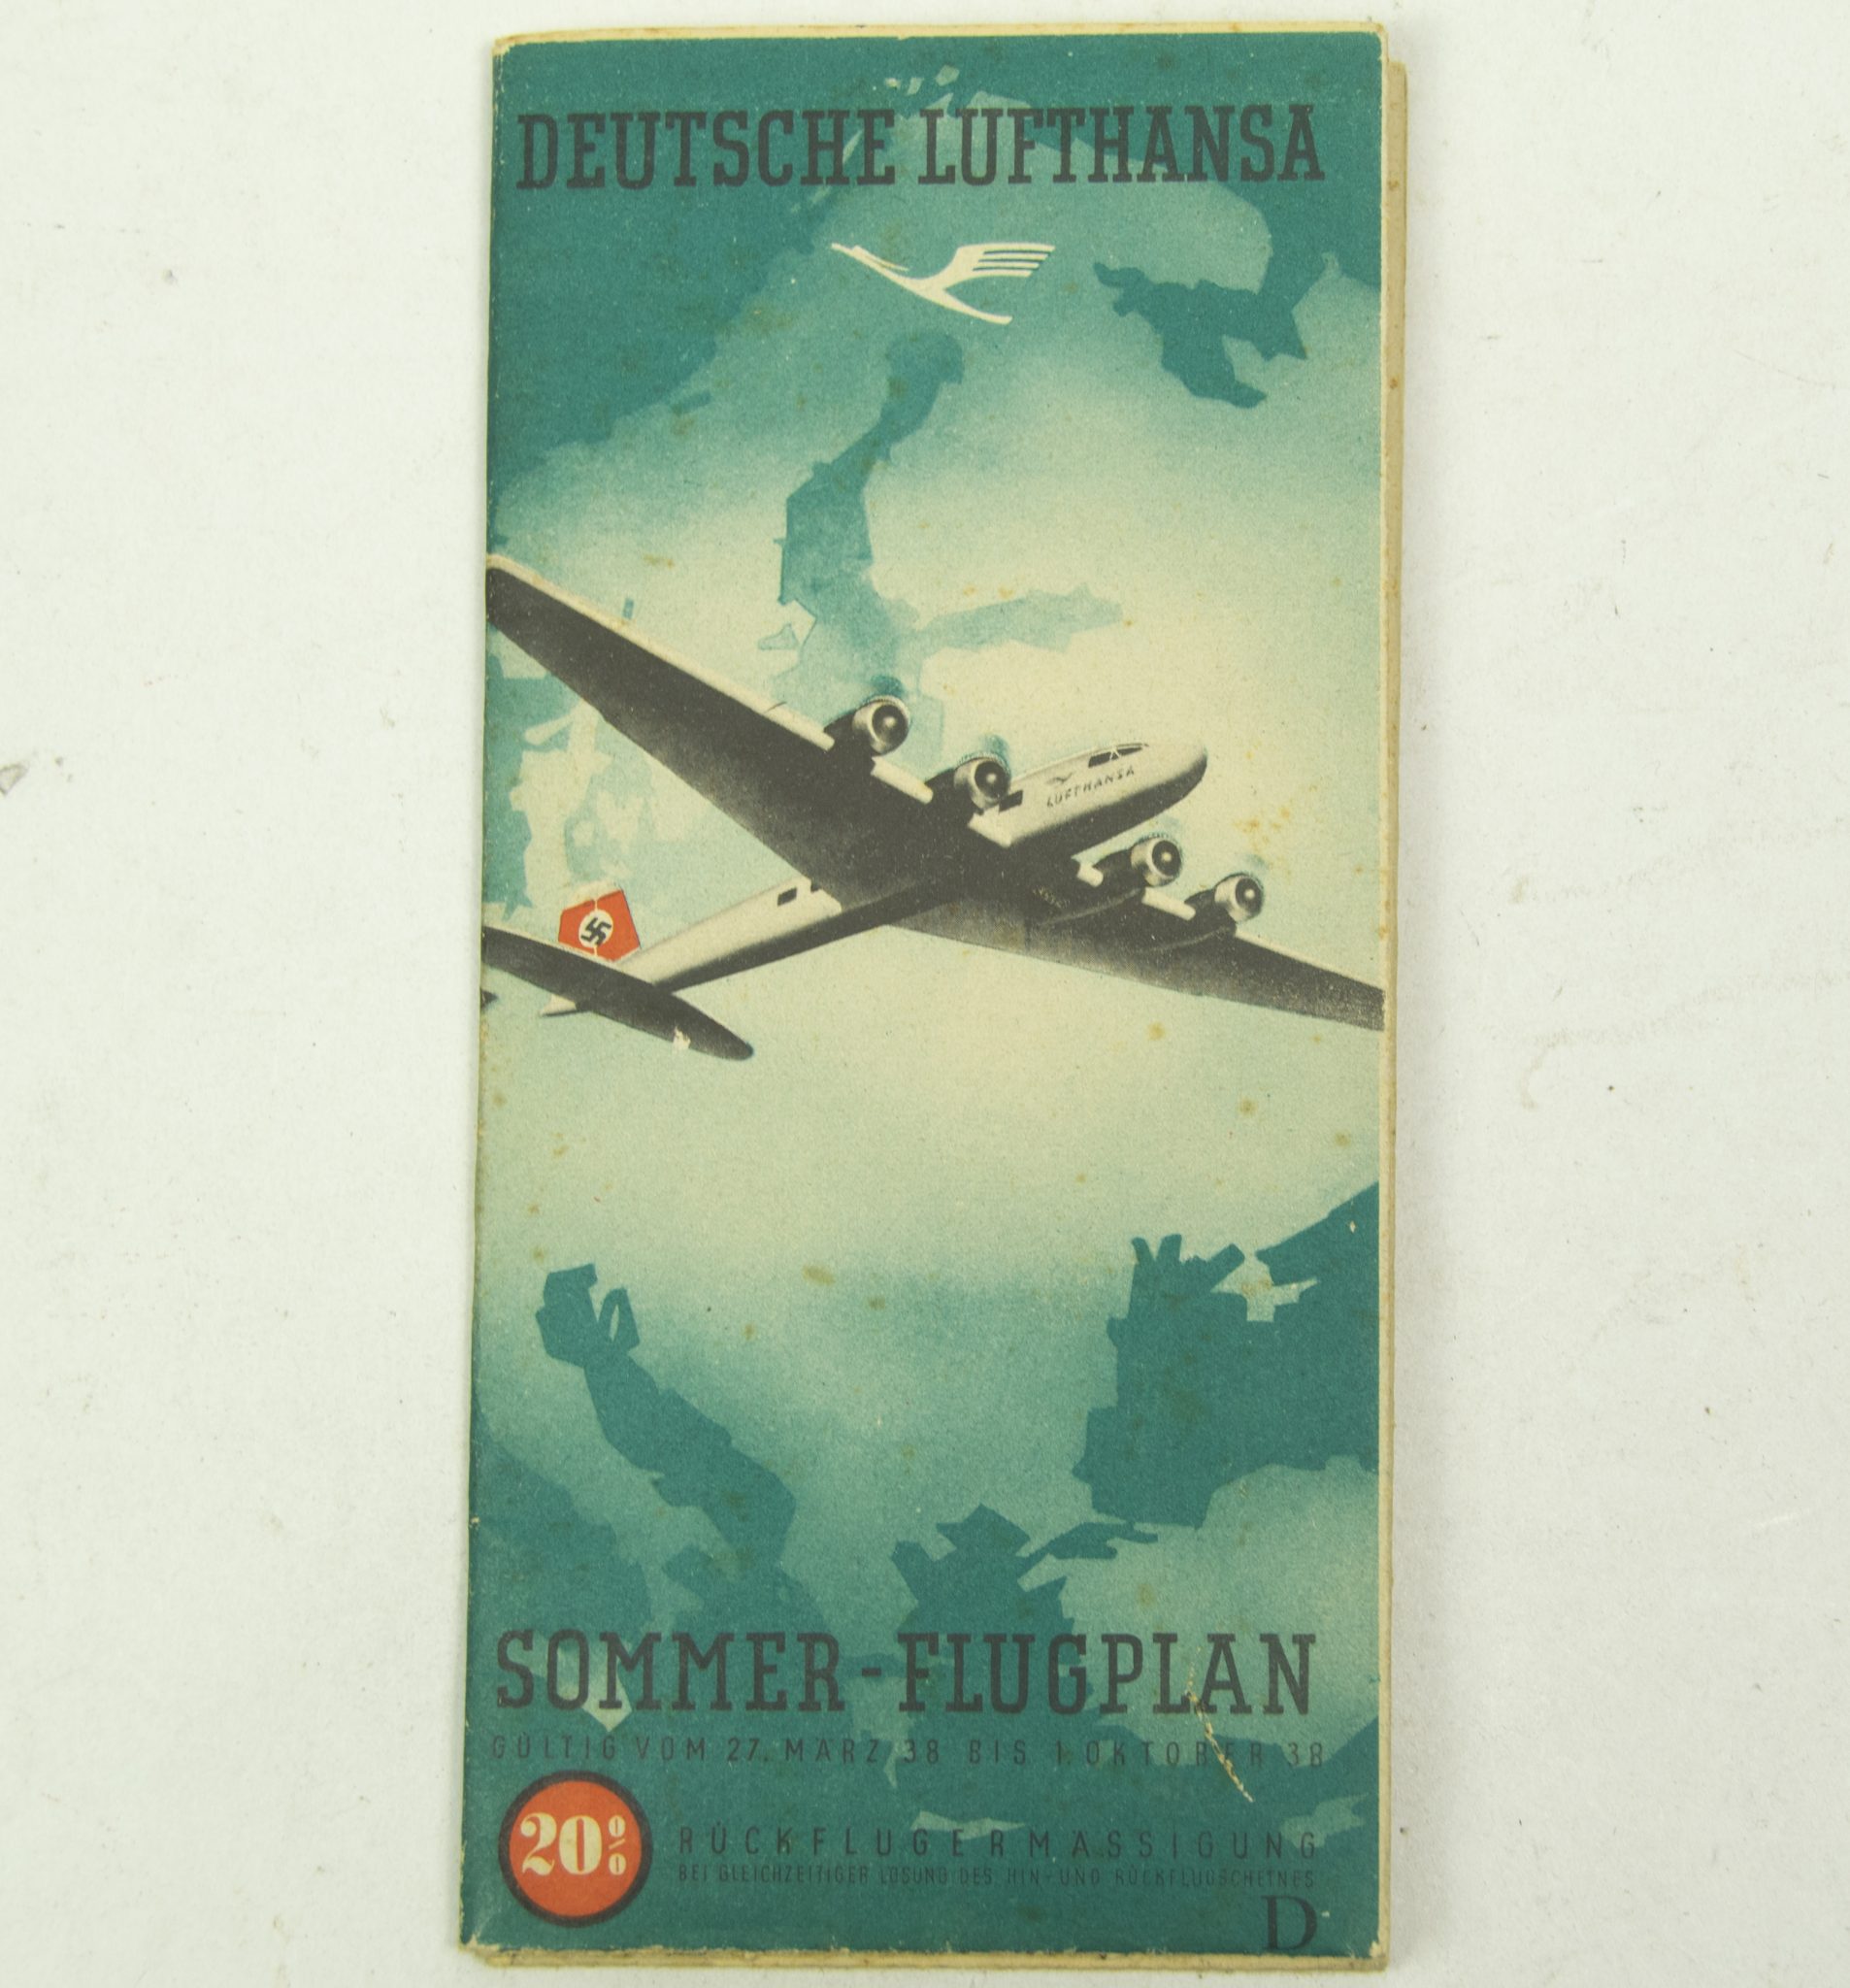 DEUTSCHE LUFTHANSA
LUFTHANSA
SOMMER-FLUGPLAN
GÜLTIG VOM 27. MÄRZ 38 BIS 1. OKTOBER 38
20%
RÜCKFLUGERMASSIGUNG
BEI GLEICHZEITIGER LÖSUNG DES HIN- UND RÜCKFLUGSCHEINES
D